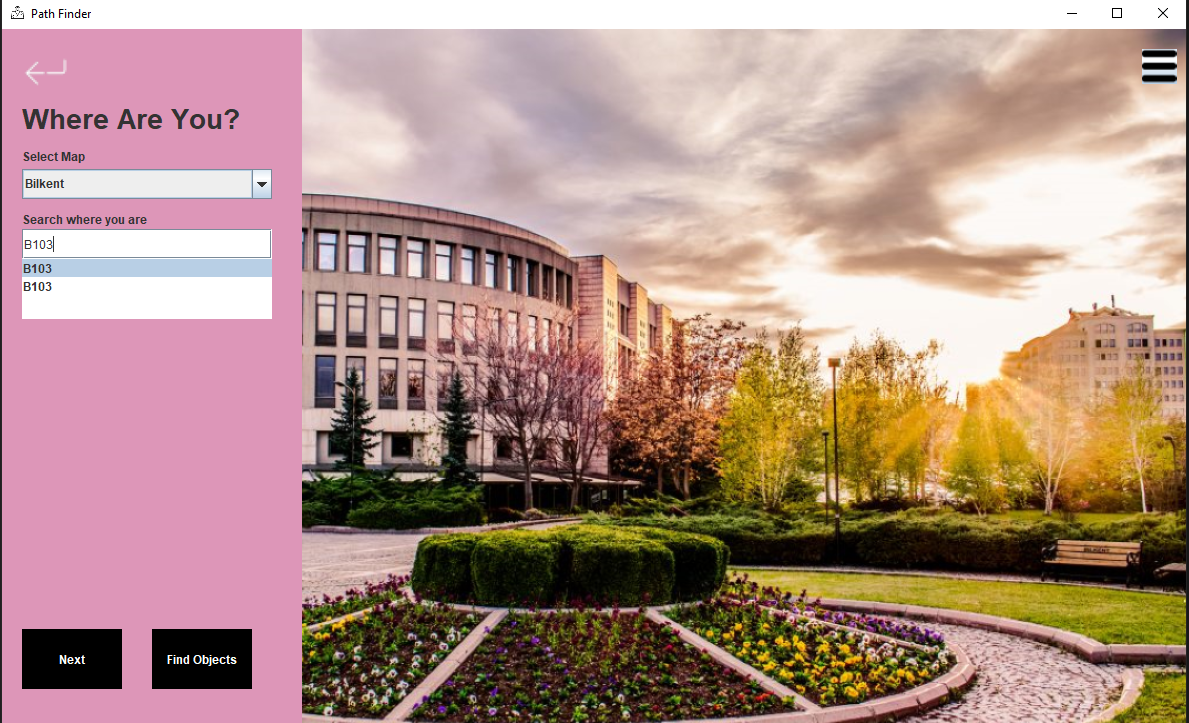 Path Finder
Where Are You?
Select Map
Bilkent
Search where you are
B103
B103
B103
Next
Find Objects
BILKENT